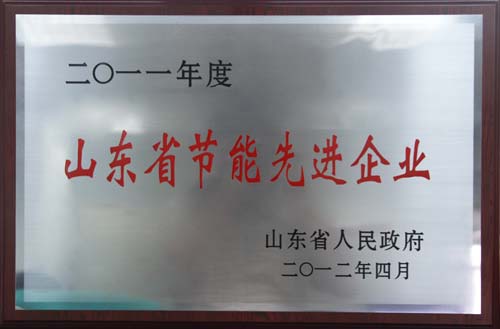 二〇一一年度
山东省节能先进企业
山东省人民政府
二〇一二年四月